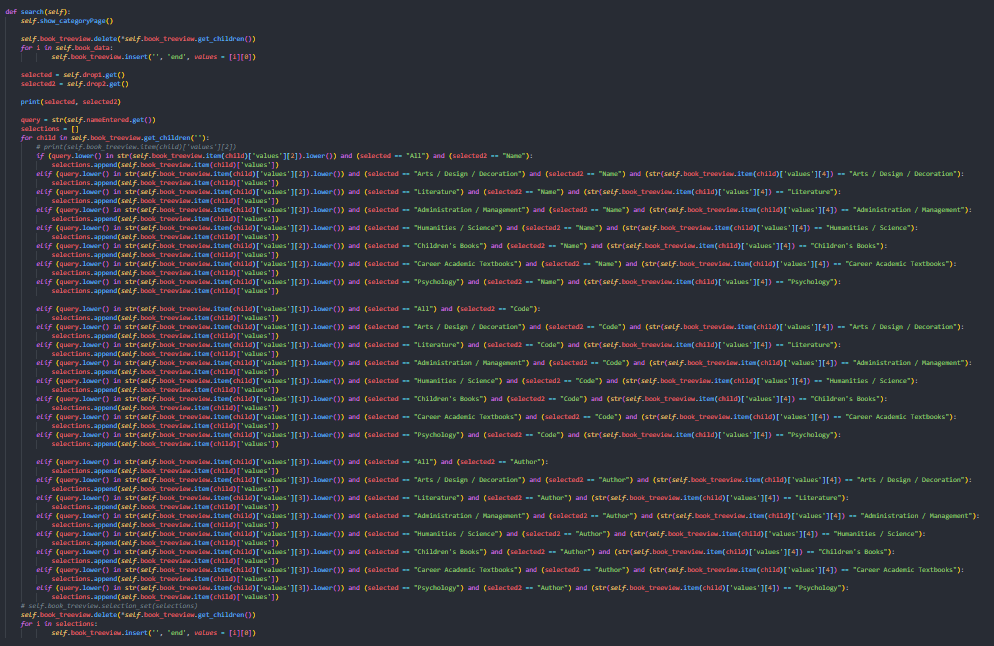 def search(self):
    self.show_categoryPage()

    self.book_treeview.delete(*self.book_treeview.get_children())
    for i in self.book_data:
            self.book_treeview.insert('', 'end', values = [i][0])

    selected = self.drop1.get()
    selected2 = self.drop2.get()

    print(selected, selected2)

    query = str(self.nameEntered.get())
    selections = []
    for child in self.book_treeview.get_children(""):
        # print(self.book_treeview.item(child)['values'][2])
        if (query.lower() in str(self.book_treeview.item(child)['values'][2]).lower()) and (selected == "All") and (selected2 == "Name"):
            selections.append(self.book_treeview.item(child)['values'])
        elif (query.lower() in str(self.book_treeview.item(child)['values'][2]).lower()) and (selected == "Arts / Design / Decoration") and (selected2 == "Name") and (str(self.book_treeview.item(child)['values'][4]) == "Arts / Design / Decoration"):
            selections.append(self.book_treeview.item(child)['values'])
        elif (query.lower() in str(self.book_treeview.item(child)['values'][2]).lower()) and (selected == "Literature") and (selected2 == "Name") and (str(self.book_treeview.item(child)['values'][4]) == "Literature"):
            selections.append(self.book_treeview.item(child)['values'])
        elif (query.lower() in str(self.book_treeview.item(child)['values'][2]).lower()) and (selected == "Administration / Management") and (selected2 == "Name") and (str(self.book_treeview.item(child)['values'][4]) == "Administration / Management"):
            selections.append(self.book_treeview.item(child)['values'])
        elif (query.lower() in str(self.book_treeview.item(child)['values'][2]).lower()) and (selected == "Humanities / Science") and (selected2 == "Name") and (str(self.book_treeview.item(child)['values'][4]) == "Humanities / Science"):
            selections.append(self.book_treeview.item(child)['values'])
        elif (query.lower() in str(self.book_treeview.item(child)['values'][2]).lower()) and (selected == "Children's Books") and (selected2 == "Name") and (str(self.book_treeview.item(child)['values'][4]) == "Children's Books"):
            selections.append(self.book_treeview.item(child)['values'])
        elif (query.lower() in str(self.book_treeview.item(child)['values'][2]).lower()) and (selected == "Career Academic Textbooks") and (selected2 == "Name") and (str(self.book_treeview.item(child)['values'][4]) == "Career Academic Textbooks"):
            selections.append(self.book_treeview.item(child)['values'])
        elif (query.lower() in str(self.book_treeview.item(child)['values'][2]).lower()) and (selected == "Psychology") and (selected2 == "Name") and (str(self.book_treeview.item(child)['values'][4]) == "Psychology"):
            selections.append(self.book_treeview.item(child)['values'])

        elif (query.lower() in str(self.book_treeview.item(child)['values'][1]).lower()) and (selected == "All") and (selected2 == "Code"):
            selections.append(self.book_treeview.item(child)['values'])
        elif (query.lower() in str(self.book_treeview.item(child)['values'][1]).lower()) and (selected == "Arts / Design / Decoration") and (selected2 == "Code") and (str(self.book_treeview.item(child)['values'][4]) == "Arts / Design / Decoration"):
            selections.append(self.book_treeview.item(child)['values'])
        elif (query.lower() in str(self.book_treeview.item(child)['values'][1]).lower()) and (selected == "Literature") and (selected2 == "Code") and (str(self.book_treeview.item(child)['values'][4]) == "Literature"):
            selections.append(self.book_treeview.item(child)['values'])
        elif (query.lower() in str(self.book_treeview.item(child)['values'][1]).lower()) and (selected == "Administration / Management") and (selected2 == "Code") and (str(self.book_treeview.item(child)['values'][4]) == "Administration / Management"):
            selections.append(self.book_treeview.item(child)['values'])
        elif (query.lower() in str(self.book_treeview.item(child)['values'][1]).lower()) and (selected == "Humanities / Science") and (selected2 == "Code") and (str(self.book_treeview.item(child)['values'][4]) == "Humanities / Science"):
            selections.append(self.book_treeview.item(child)['values'])
        elif (query.lower() in str(self.book_treeview.item(child)['values'][1]).lower()) and (selected == "Children's Books") and (selected2 == "Code") and (str(self.book_treeview.item(child)['values'][4]) == "Children's Books"):
            selections.append(self.book_treeview.item(child)['values'])
        elif (query.lower() in str(self.book_treeview.item(child)['values'][1]).lower()) and (selected == "Career Academic Textbooks") and (selected2 == "Code") and (str(self.book_treeview.item(child)['values'][4]) == "Career Academic Textbooks"):
            selections.append(self.book_treeview.item(child)['values'])
        elif (query.lower() in str(self.book_treeview.item(child)['values'][1]).lower()) and (selected == "Psychology") and (selected2 == "Code") and (str(self.book_treeview.item(child)['values'][4]) == "Psychology"):
            selections.append(self.book_treeview.item(child)['values'])

        elif (query.lower() in str(self.book_treeview.item(child)['values'][3]).lower()) and (selected == "All") and (selected2 == "Author"):
            selections.append(self.book_treeview.item(child)['values'])
        elif (query.lower() in str(self.book_treeview.item(child)['values'][3]).lower()) and (selected == "Arts / Design / Decoration") and (selected2 == "Author") and (str(self.book_treeview.item(child)['values'][4]) == "Arts / Design / Decoration"):
            selections.append(self.book_treeview.item(child)['values'])
        elif (query.lower() in str(self.book_treeview.item(child)['values'][3]).lower()) and (selected == "Literature") and (selected2 == "Author") and (str(self.book_treeview.item(child)['values'][4]) == "Literature"):
            selections.append(self.book_treeview.item(child)['values'])
        elif (query.lower() in str(self.book_treeview.item(child)['values'][3]).lower()) and (selected == "Administration / Management") and (selected2 == "Author") and (str(self.book_treeview.item(child)['values'][4]) == "Administration / Management"):
            selections.append(self.book_treeview.item(child)['values'])
        elif (query.lower() in str(self.book_treeview.item(child)['values'][3]).lower()) and (selected == "Humanities / Science") and (selected2 == "Author") and (str(self.book_treeview.item(child)['values'][4]) == "Humanities / Science"):
            selections.append(self.book_treeview.item(child)['values'])
        elif (query.lower() in str(self.book_treeview.item(child)['values'][3]).lower()) and (selected == "Children's Books") and (selected2 == "Author") and (str(self.book_treeview.item(child)['values'][4]) == "Children's Books"):
            selections.append(self.book_treeview.item(child)['values'])
        elif (query.lower() in str(self.book_treeview.item(child)['values'][3]).lower()) and (selected == "Career Academic Textbooks") and (selected2 == "Author") and (str(self.book_treeview.item(child)['values'][4]) == "Career Academic Textbooks"):
            selections.append(self.book_treeview.item(child)['values'])
        elif (query.lower() in str(self.book_treeview.item(child)['values'][3]).lower()) and (selected == "Psychology") and (selected2 == "Author") and (str(self.book_treeview.item(child)['values'][4]) == "Psychology"):
            selections.append(self.book_treeview.item(child)['values'])
    # self.book_treeview.selection_set(selections)
    self.book_treeview.delete(*self.book_treeview.get_children())
    for i in selections:
            self.book_treeview.insert('', 'end', values = [i][0])